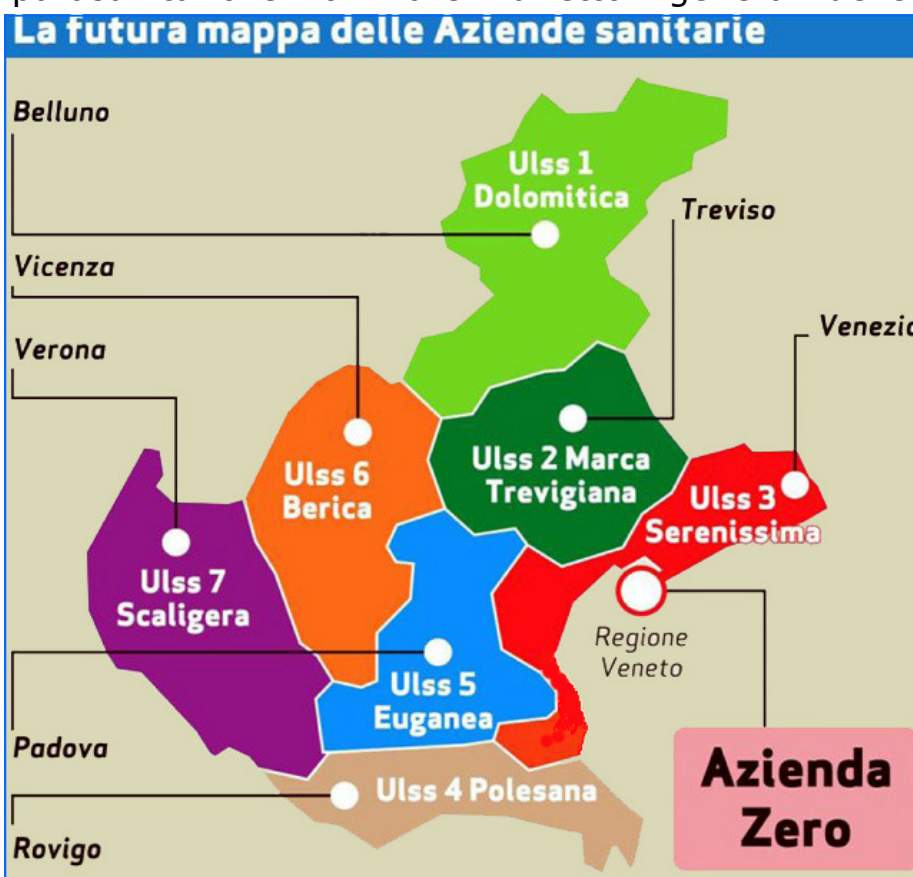 La futura mappa delle Aziende sanitarie
Belluno
Ulss 1
Dolomitica
Treviso
Vicenza
Venezia
Verona
Ulss 6
Berica
Ulss 2 Marca
Trevigiana
Ulss 3
Serenissima
Ulss 7
Scaligera
Regione
Veneto
Ulss 5
Euganea
Padova
Azienda
Zero
Ulss 4 Polesana
Rovigo